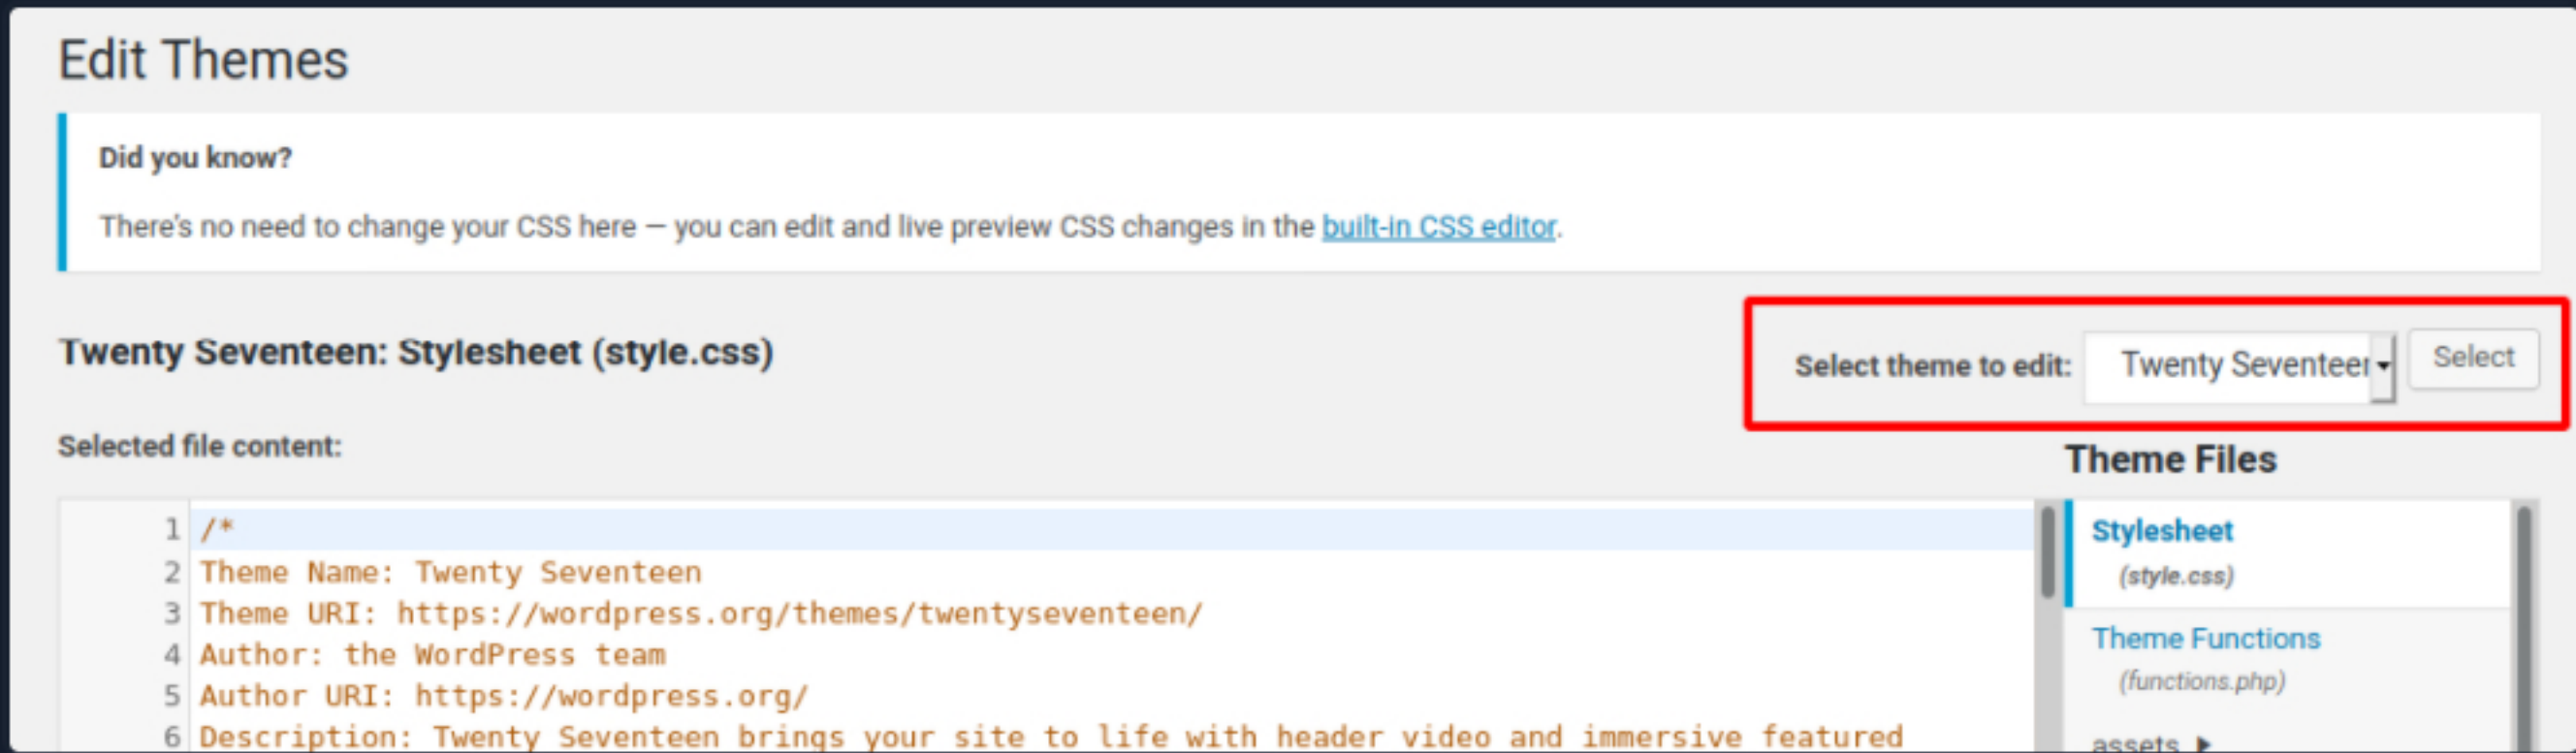 Edit Themes
Did you know?
There's no need to change your CSS here — you can edit and live preview CSS changes in the built-in CSS editor.
Twenty Seventeen: Stylesheet (style.css)
Select theme to edit: Twenty Seventeen Select
Selected file content:
Theme Files
1 /*
2 Theme Name: Twenty Seventeen
3 Theme URI: https://wordpress.org/themes/twentyseventeen/
4 Author: the WordPress team
5 Author URI: https://wordpress.org/
6 Description: Twenty Seventeen brings your site to life with header video and immersive featured
Stylesheet
(style.css)
Theme Functions
(functions.php)
assets